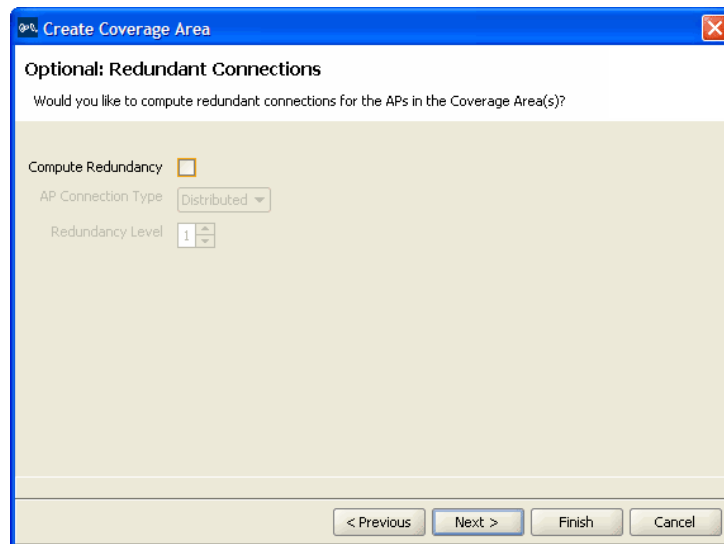 Create Coverage Area
Optional: Redundant Connections
Would you like to compute redundant connections for the APs in the Coverage Area(s)?
Compute Redundancy
AP Connection Type Distributed
Redundancy Level 1
< Previous Next > Finish Cancel